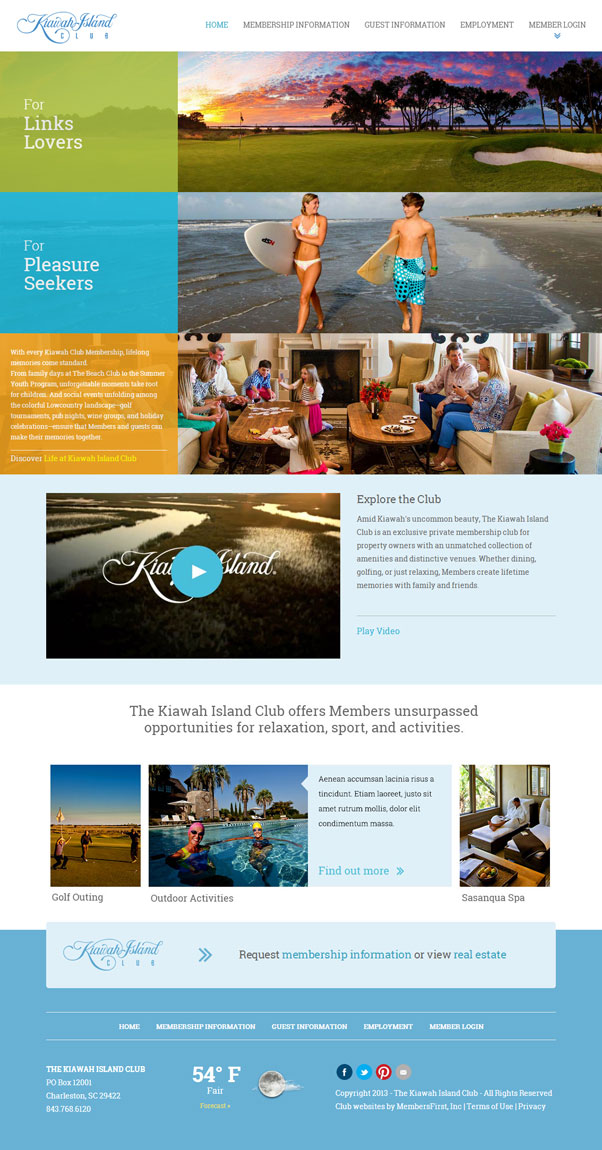 Kiawah Island
CLUB
HOME MEMBERSHIP INFORMATION GUEST INFORMATION EMPLOYMENT MEMBER LOGIN
For
Links
Lovers
For
Pleasure
Seekers
With every Kiawah Club Membership, lifelong
memories come standard.
From family days at The Beach Club to the Summer
Youth Program, unforgettable moments take root
for children. And social events unfolding among
the colorful Lowcountry landscape--golf
tournaments, pub nights, wine groups, and holiday
celebrations--ensure that Members and guests can
make their memories together.
Discover Life at Kiawah Island Club
Kiawah Island.
Explore the Club
Amid Kiawah's uncommon beauty, The Kiawah Island
Club is an exclusive private membership club for
property owners with an unmatched collection of
amenities and distinctive venues. Whether dining,
golfing, or just relaxing, Members create lifetime
memories with family and friends.
Play Video
The Kiawah Island Club offers Members unsurpassed
opportunities for relaxation, sport, and activities.
Aenean accumsan lacinia risus a
tincidunt. Etiam laoreet, justo sit
amet rutrum mollis, dolor elit
condimentum massa.
Find out more »
Golf Outing
Outdoor Activities
Sasanqua Spa
Kiawah Island
CLUB
» Request membership information or view real estate
HOME MEMBERSHIP INFORMATION GUEST INFORMATION EMPLOYMENT MEMBER LOGIN
THE KIAWAH ISLAND CLUB
PO Box 12001
Charleston, SC 29422
843.768.6120
54° F
Fair
Forecast »
Copyright 2013 - The Kiawah Island Club - All Rights Reserved
Club websites by MembersFirst, Inc | Terms of Use | Privacy